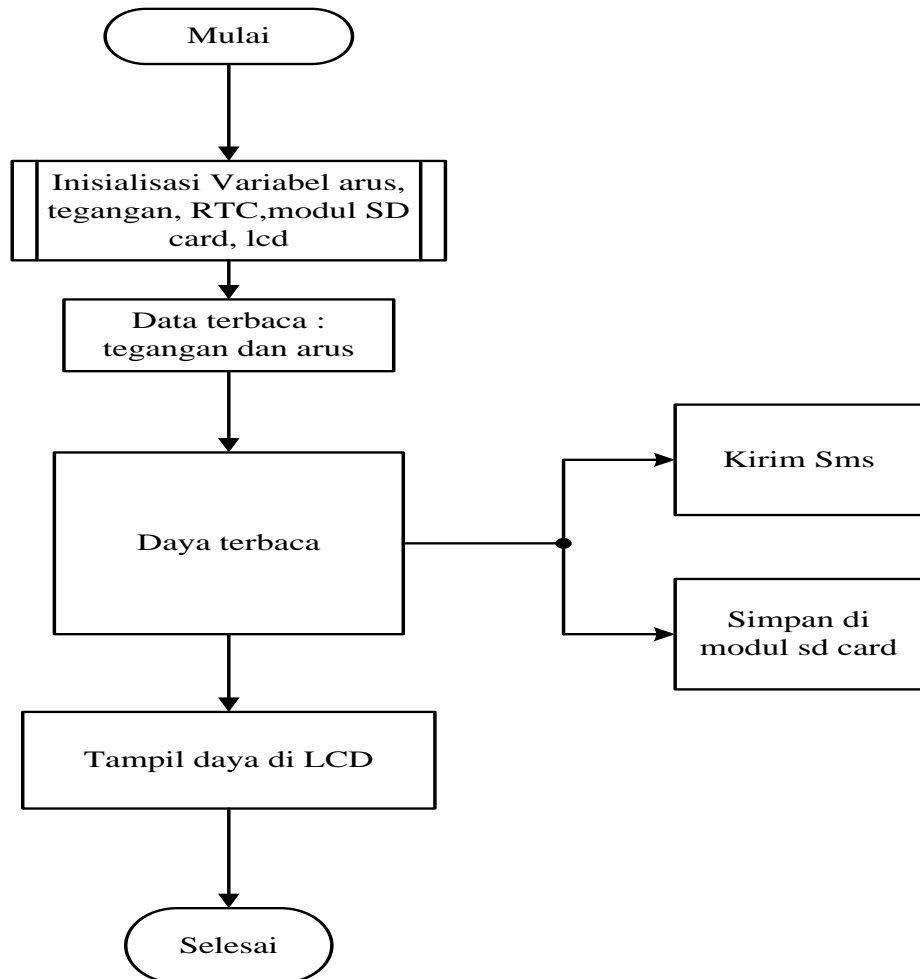 Mulai
Inisialisasi Variabel arus,
tegangan, RTC,modul SD
card, lcd
Data terbaca :
tegangan dan arus
Daya terbaca
Kirim Sms
Simpan di
modul sd card
Tampil daya di LCD
Selesai